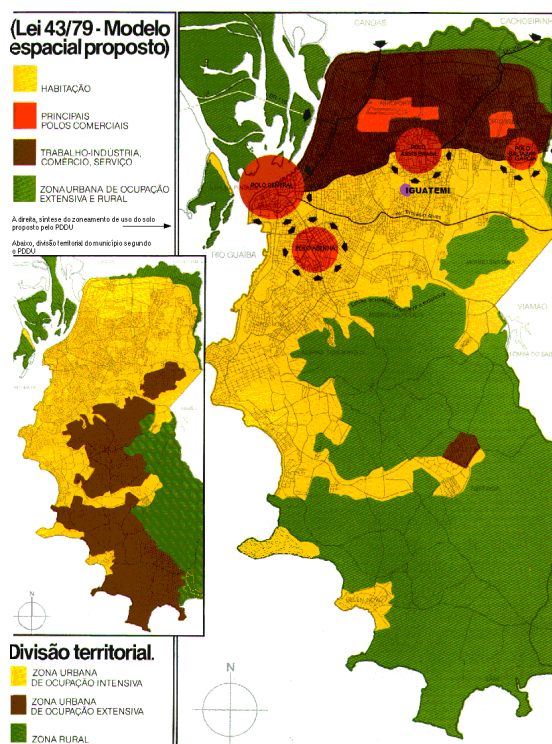 (Lei 43/79 - Modelo
espacial proposto)
HABITAÇÃO
PRINCIPAIS
POLOS COMERCIAIS
TRABALHO-INDÚSTRIA,
COMÉRCIO, SERVIÇO
ZONA URBANA DE OCUPAÇÃO
EXTENSIVA E RURAL
À direita, síntese do zoneamento de uso do solo
proposto pelo PDDU
Abaixo, divisão territorial do município segundo
o PDDU
CANOAS
CACHOEIRINHA
POLO CENTRAL
IGUATEMI
RIO GUAIBA
VIAMÃO
N
N
Divisão territorial.
ZONA URBANA
DE OCUPAÇÃO INTENSIVA
ZONA URBANA
DE OCUPAÇÃO EXTENSIVA
ZONA RURAL